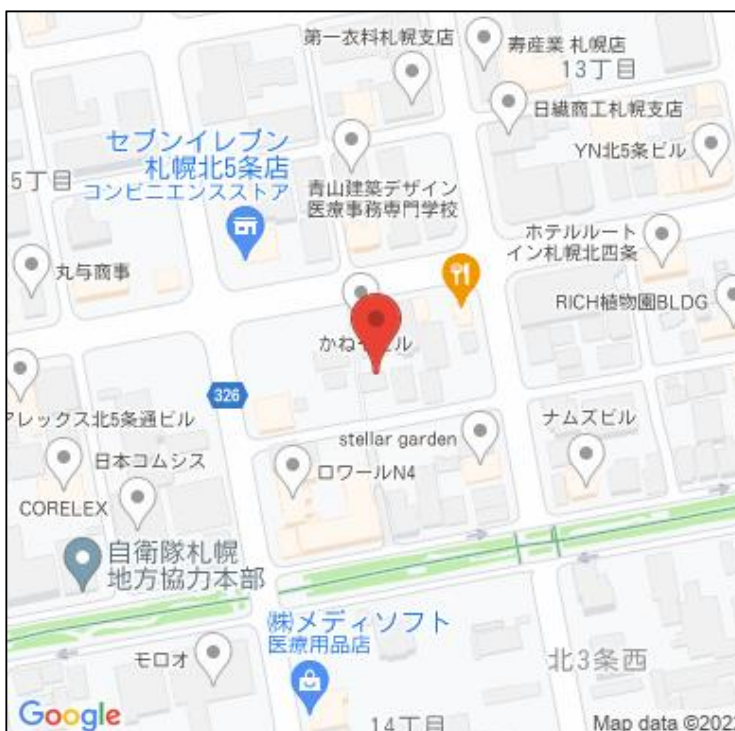 第一衣料札幌支店
寿産業 札幌店
13丁目
日繊商工札幌支店
セブンイレブン
札幌北5条店
コンビニエンスストア
YN北5条ビル
5丁目
青山建築デザイン
医療事務専門学校
ホテルルート
イン札幌北四条
丸与商事
RICH植物園BLDG
ビル
326
アレックス北5条通ビル
ナムズビル
stellar garden
日本コムシス
ロワールN4
CORELEX
自衛隊札幌
地方協力本部
㈱メディソフト
医療用品店
モロオ
北3条西
Google
14丁目
Map data ©202